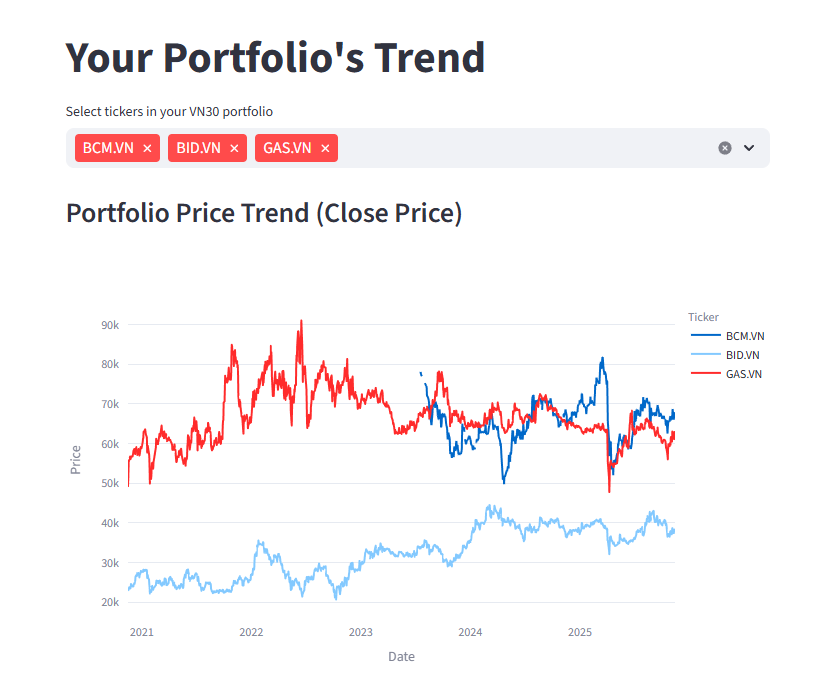 Your Portfolio's Trend
Select tickers in your VN30 portfolio
BCM.VN × BID.VN × GAS.VN ×
Portfolio Price Trend (Close Price)
Ticker
BCM.VN
BID.VN
GAS.VN
Price
90k
80k
70k
60k
50k
40k
30k
20k
2021 2022 2023 2024 2025
Date